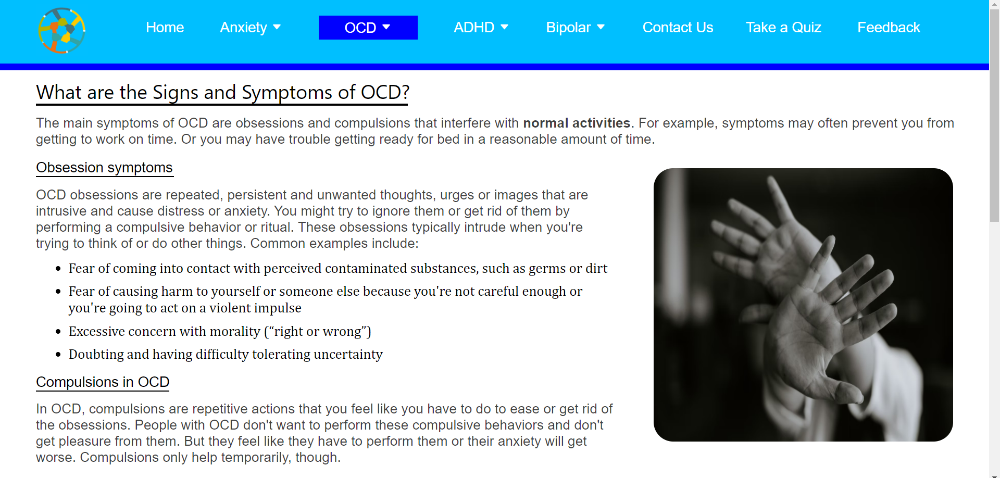 Home Anxiety OCD ADHD Bipolar Contact Us Take a Quiz Feedback
What are the Signs and Symptoms of OCD?
The main symptoms of OCD are obsessions and compulsions that interfere with normal activities. For example, symptoms may often prevent you from
getting to work on time. Or you may have trouble getting ready for bed in a reasonable amount of time.
Obsession symptoms
OCD obsessions are repeated, persistent and unwanted thoughts, urges or images that are
intrusive and cause distress or anxiety. You might try to ignore them or get rid of them by
performing a compulsive behavior or ritual. These obsessions typically intrude when you're
trying to think of or do other things. Common examples include:
• Fear of coming into contact with perceived contaminated substances, such as germs or dirt
• Fear of causing harm to yourself or someone else because you're not careful enough or
you're going to act on a violent impulse
• Excessive concern with morality (“right or wrong”)
• Doubting and having difficulty tolerating uncertainty
Compulsions in OCD
In OCD, compulsions are repetitive actions that you feel like you have to do to ease or get rid of
the obsessions. People with OCD don't want to perform these compulsive behaviors and don't
get pleasure from them. But they feel like they have to perform them or their anxiety will get
worse. Compulsions only help temporarily, though.